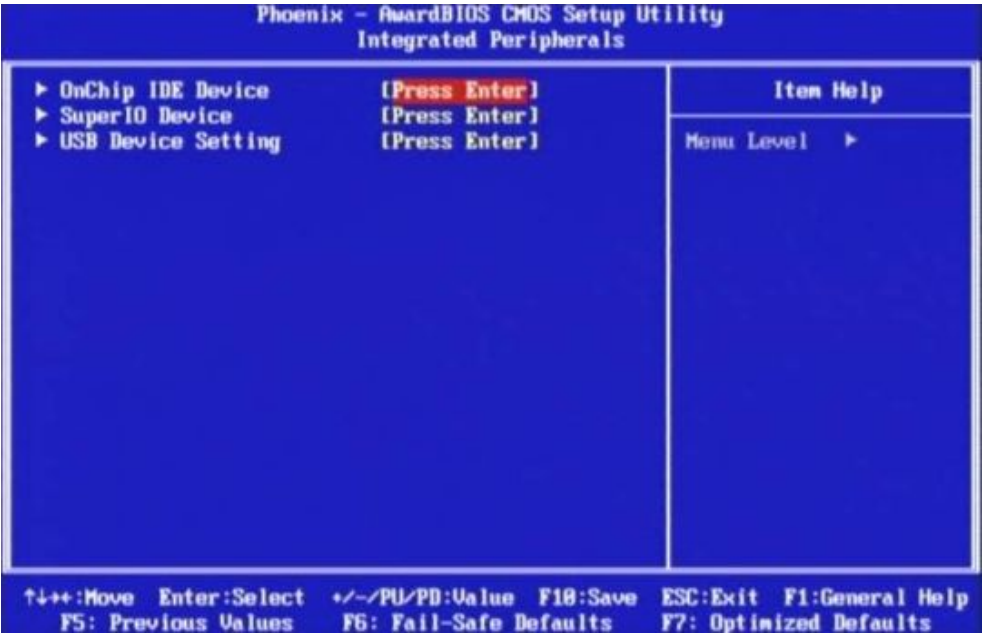 Phoenix - AwardBIOS CMOS Setup Utility
Integrated Peripherals
► OnChip IDE Device [Press Enter]
► SuperIO Device [Press Enter]
► USB Device Setting [Press Enter]
Item Help
Menu Level ►
↑↓→←:Move Enter:Select +/-/PU/PD:Value F10:Save ESC:Exit F1:General Help
F5: Previous Values F6: Fail-Safe Defaults F7: Optimized Defaults